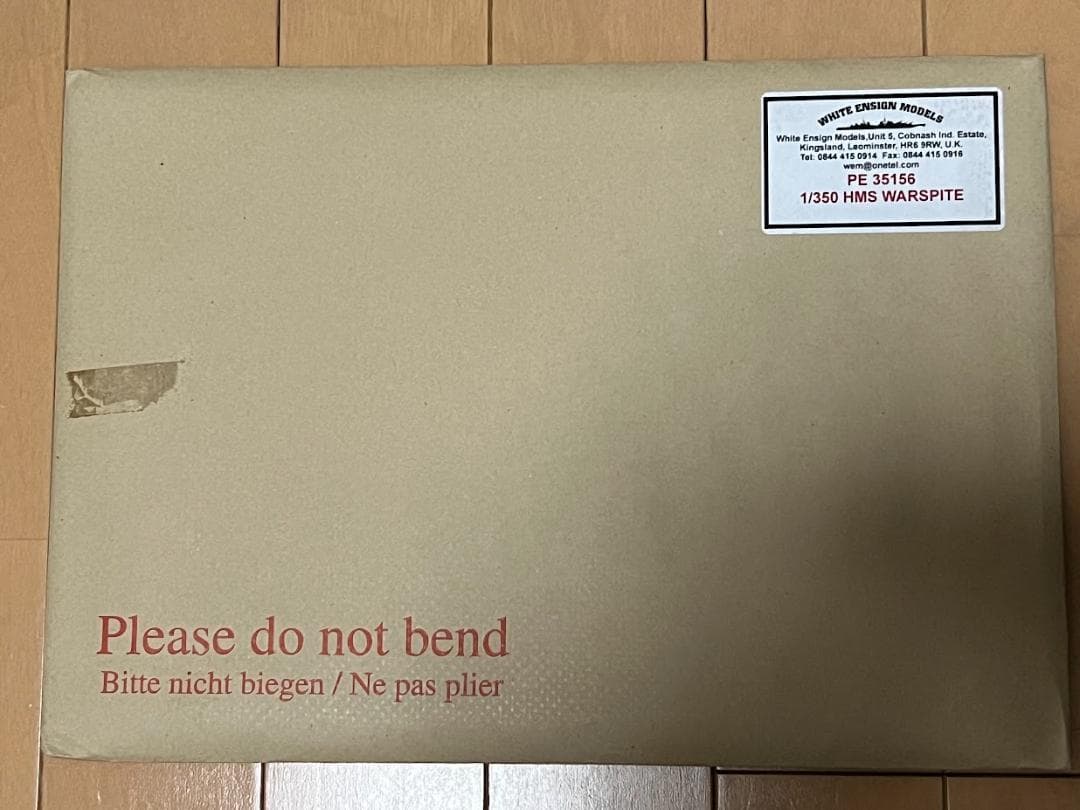 WHITE ENSIGN MODELS
White Ensign Models,Unit 5, Cobnash Ind. Estate,
Kingsland, Leominster, HR6 9RW, U.K.
Tel: 0844 415 0914 Fax: 0844 415 0916
wem@onetel.com
PE 35156
1/350 HMS WARSPITE
Please do not bend
Bitte nicht biegen / Ne pas plier